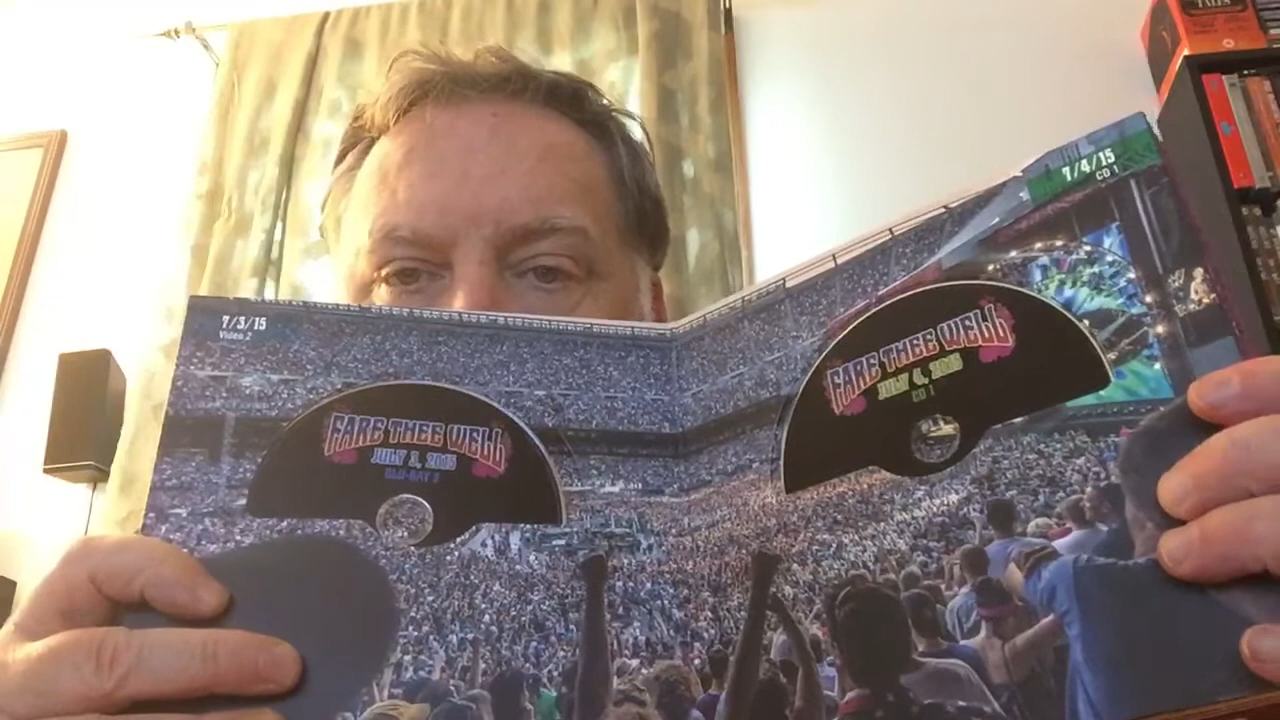 TALES
7/4/15
CD 1
7/3/15
Video 2
FARE THEE WELL
JULY 3, 2015
BLU-RAY 2
FARE THEE WELL
JULY 4, 2015
CD 1